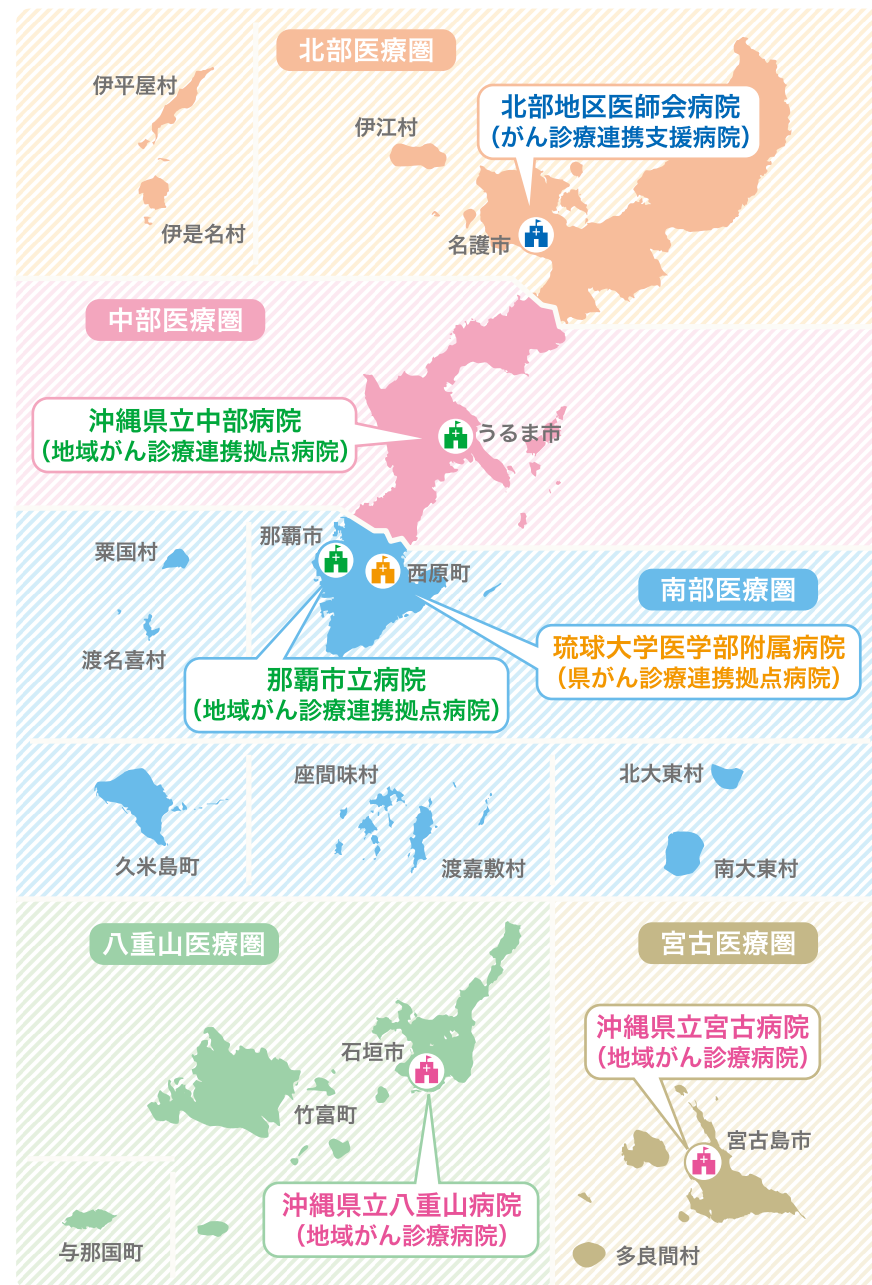 北部医療圏
伊平屋村
北部地区医師会病院
（がん診療連携支援病院）
伊江村
伊是名村
名護市
中部医療圏
沖縄県立中部病院
（地域がん診療連携拠点病院）
うるま市
那覇市
粟国村
西原町
南部医療圏
渡名喜村
琉球大学医学部附属病院
（県がん診療連携拠点病院）
那覇市立病院
（地域がん診療連携拠点病院）
座間味村
北大東村
久米島町
渡嘉敷村
南大東村
八重山医療圏
宮古医療圏
沖縄県立宮古病院
（地域がん診療病院）
石垣市
竹富町
宮古島市
沖縄県立八重山病院
（地域がん診療病院）
与那国町
多良間村